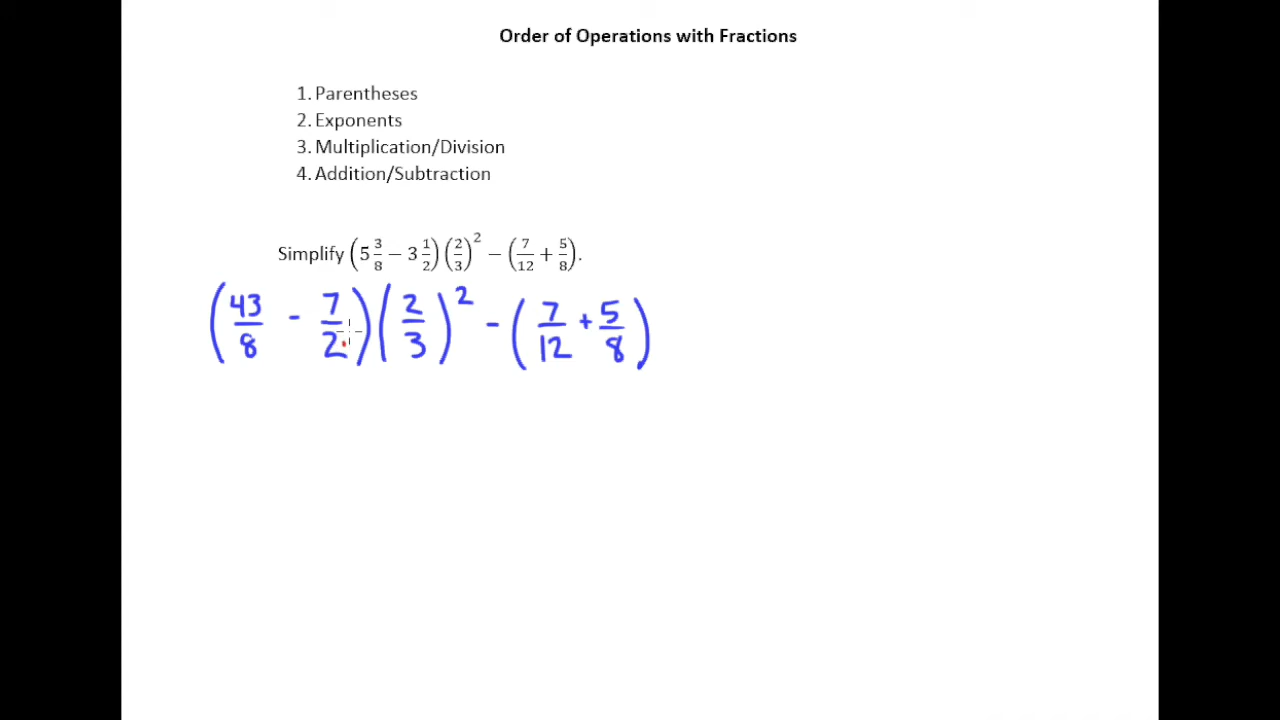 Order of Operations with Fractions
1. Parentheses
2. Exponents
3. Multiplication/Division
4. Addition/Subtraction
Simplify (5 3/8 − 3 1/2)(2/3)² − (7/12 + 5/8).
(43/8 - 7/2)(2/3)² - (7/12 + 5/8)